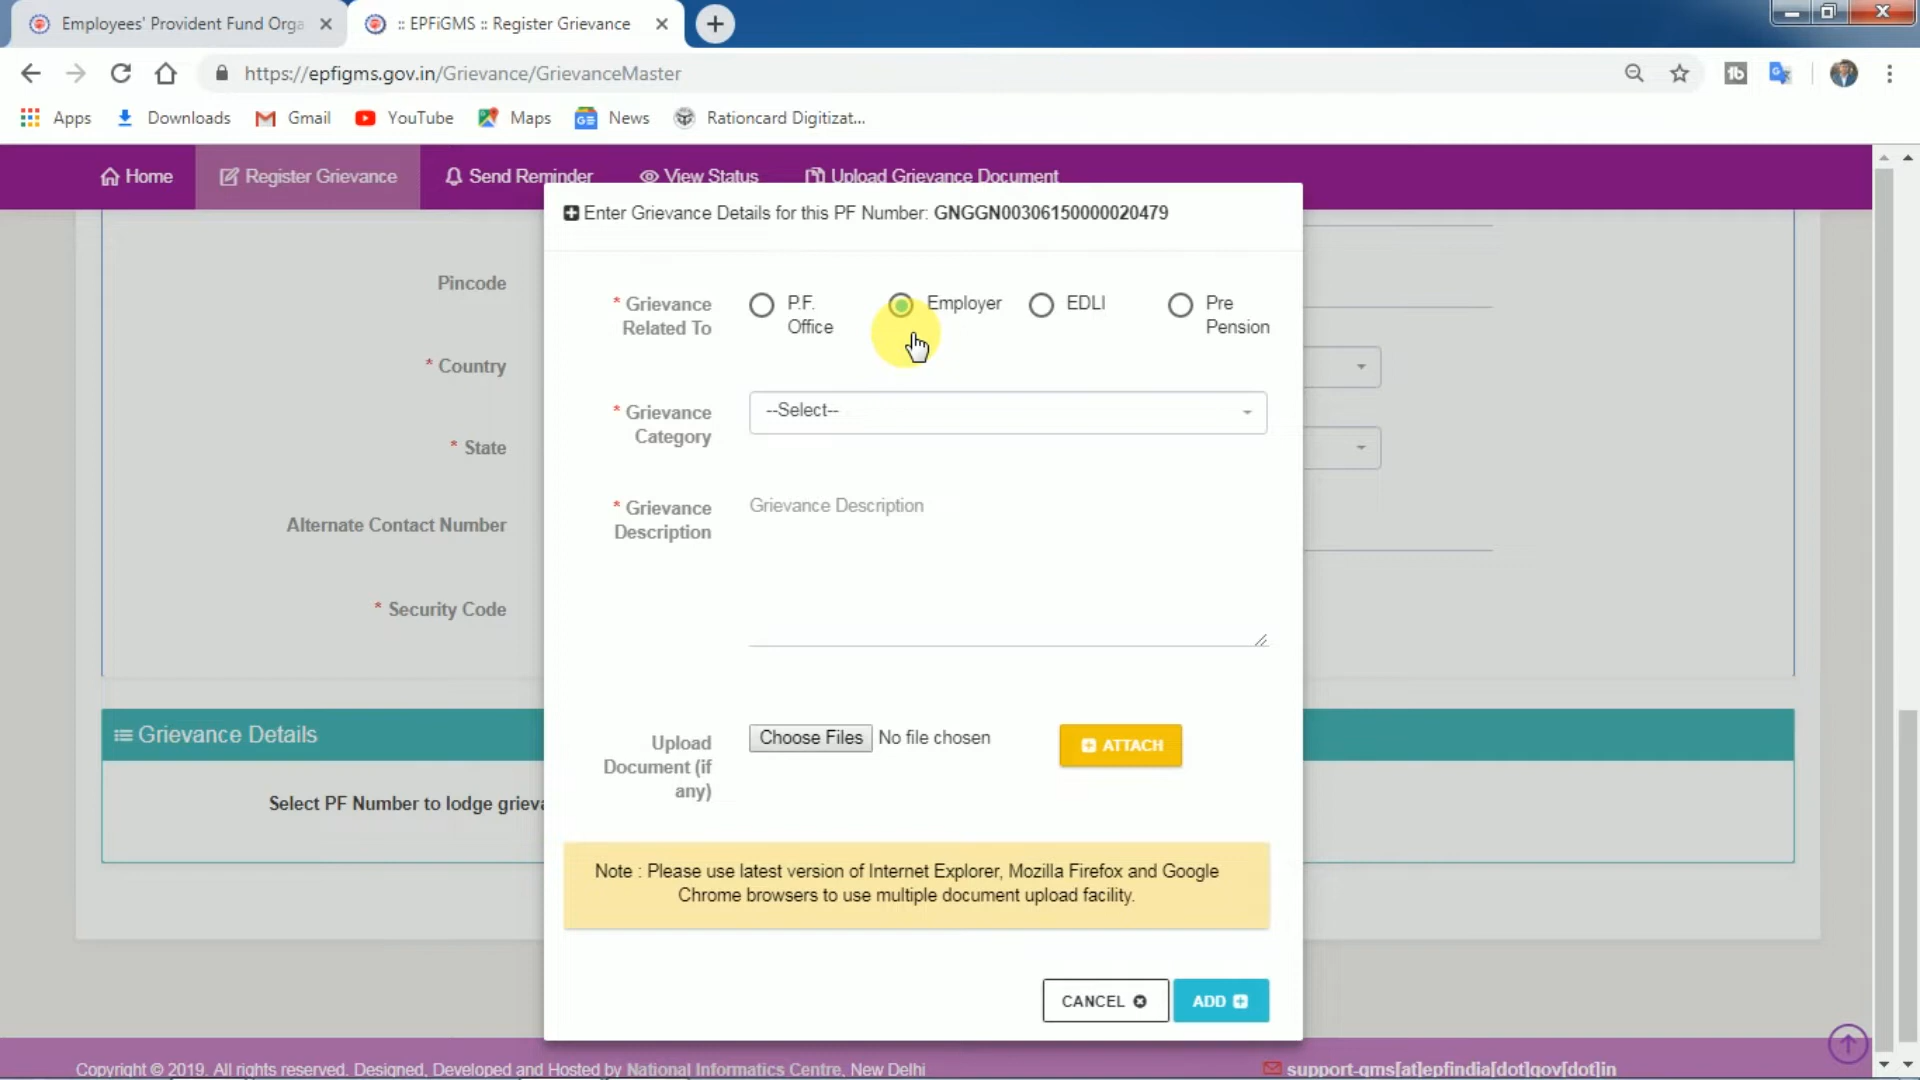 Employees' Provident Fund Orga
:: EPFiGMS :: Register Grievance
https://epfigms.gov.in/Grievance/GrievanceMaster
Apps
Downloads
Gmail
YouTube
Maps
News
Rationcard Digitizat...
Home
Register Grievance
Send Reminder
View Status
Upload Grievance Document
Enter Grievance Details for this PF Number: GNGGN00306150000020479
Pincode
* Country
* State
Alternate Contact Number
* Security Code
* Grievance
Related To
P.F.
Office
Employer
EDLI
Pre
Pension
* Grievance
Category
--Select--
* Grievance
Description
Grievance Description
Upload
Document (if
any)
Choose Files No file chosen
ATTACH
Grievance Details
Select PF Number to lodge grieva
Note : Please use latest version of Internet Explorer, Mozilla Firefox and Google
Chrome browsers to use multiple document upload facility.
CANCEL
ADD
Copyright © 2019. All rights reserved. Designed, Developed and Hosted by National Informatics Centre, New Delhi
support-gms[at]epfindia[dot]gov[dot]in